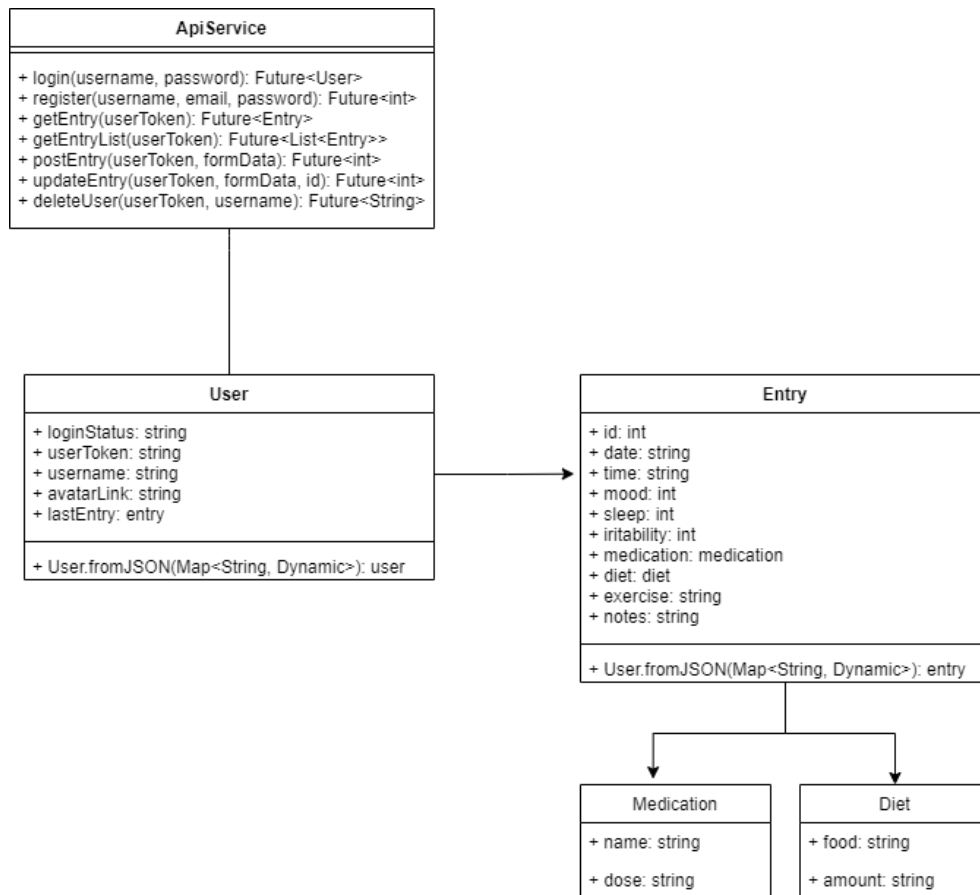 ApiService
+ login(username, password): Future<User>
+ register(username, email, password): Future<int>
+ getEntry(userToken): Future<Entry>
+ getEntryList(userToken): Future<List<Entry>>
+ postEntry(userToken, formData): Future<int>
+ updateEntry(userToken, formData, id): Future<int>
+ deleteUser(userToken, username): Future<String>
User
+ loginStatus: string
+ userToken: string
+ username: string
+ avatarLink: string
+ lastEntry: entry
+ User.fromJSON(Map<String, Dynamic>): user
Entry
+ id: int
+ date: string
+ time: string
+ mood: int
+ sleep: int
+ iritability: int
+ medication: medication
+ diet: diet
+ exercise: string
+ notes: string
+ User.fromJSON(Map<String, Dynamic>): entry
Medication
+ name: string
+ dose: string
Diet
+ food: string
+ amount: string